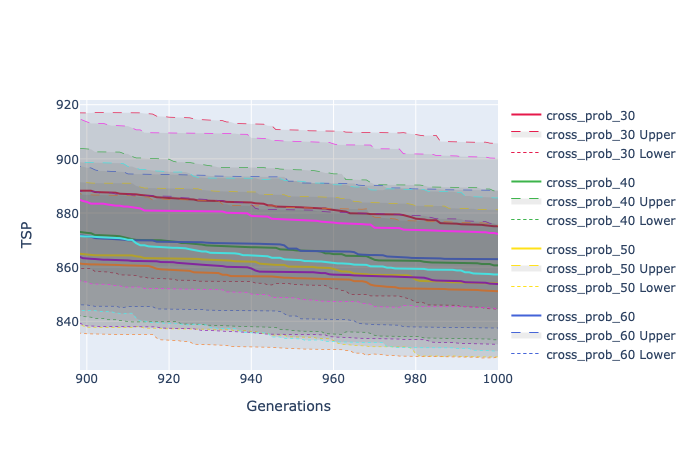 920
900
880
860
840
TSP
900
920
940
960
980
1000
Generations
cross_prob_30
cross_prob_30 Upper
cross_prob_30 Lower
cross_prob_40
cross_prob_40 Upper
cross_prob_40 Lower
cross_prob_50
cross_prob_50 Upper
cross_prob_50 Lower
cross_prob_60
cross_prob_60 Upper
cross_prob_60 Lower